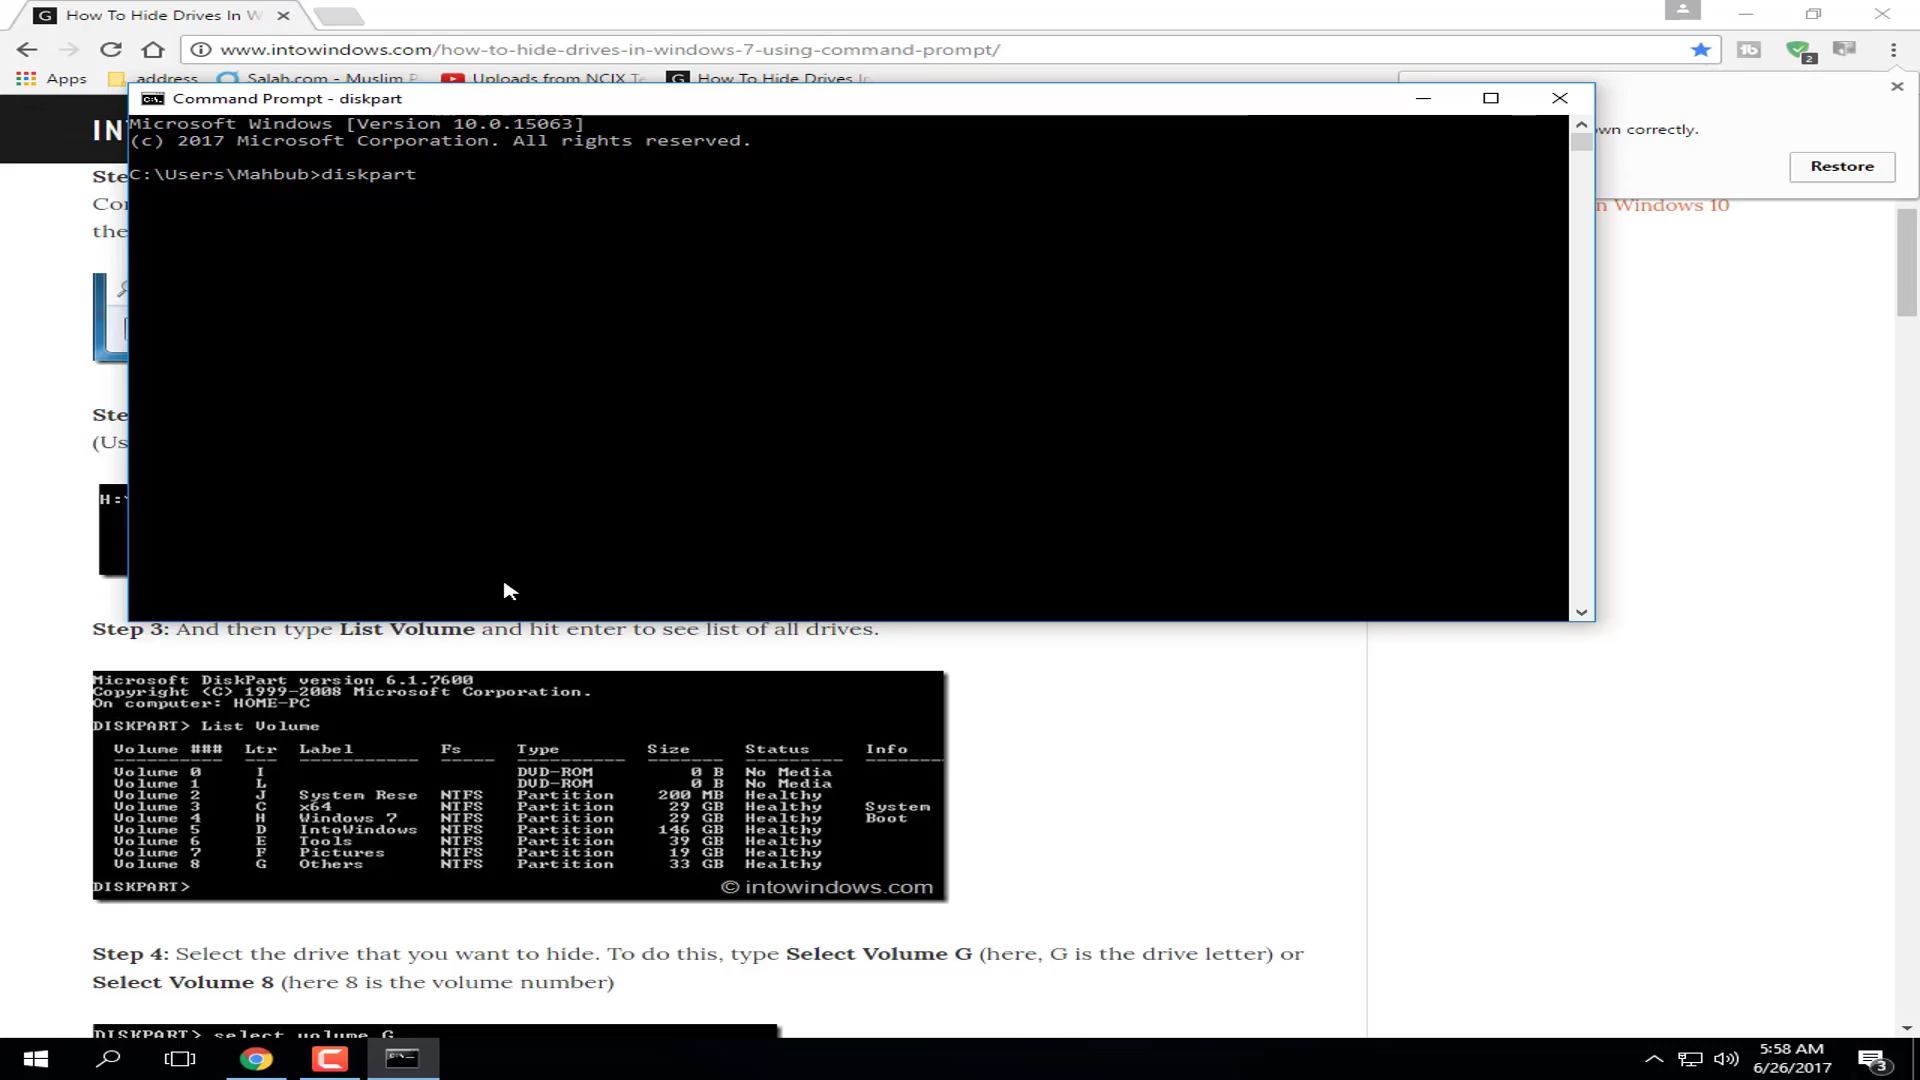 G How To Hide Drives In W
www.intowindows.com/how-to-hide-drives-in-windows-7-using-command-prompt/
2
Apps address Salah.com - Muslim P Uploads from NCIX Te G How To Hide Drives In
Command Prompt - diskpart
IN
Microsoft Windows [Version 10.0.15063]
(c) 2017 Microsoft Corporation. All rights reserved.
C:\Users\Mahbub>diskpart
wn correctly.
Restore
n Windows 10
Ste
Co
the
Ste
(Us
H:
Step 3: And then type List Volume and hit enter to see list of all drives.
Microsoft DiskPart version 6.1.7600
Copyright (C) 1999-2008 Microsoft Corporation.
On computer: HOME-PC
DISKPART> List Volume
Volume ### Ltr Label Fs Type Size Status Info
Volume 0 I DVD-ROM 0 B No Media
Volume 1 L DVD-ROM 0 B No Media
Volume 2 J System Rese NTFS Partition 200 MB Healthy
Volume 3 C x64 NTFS Partition 29 GB Healthy System
Volume 4 H Windows 7 NTFS Partition 29 GB Healthy Boot
Volume 5 D IntoWindows NTFS Partition 146 GB Healthy
Volume 6 E Tools NTFS Partition 39 GB Healthy
Volume 7 F Pictures NTFS Partition 19 GB Healthy
Volume 8 G Others NTFS Partition 33 GB Healthy
DISKPART>
© intowindows.com
Step 4: Select the drive that you want to hide. To do this, type Select Volume G (here, G is the drive letter) or
Select Volume 8 (here 8 is the volume number)
DISKPART> select volume G
5:58 AM
6/26/2017
3